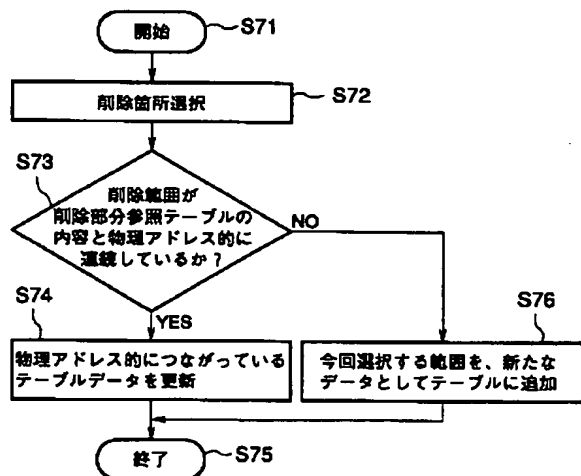 開始
S71
削除箇所選択
S72
S73
削除範囲が
削除部分参照テーブルの
内容と物理アドレス的に
連続しているか?
NO
S74
YES
S76
物理アドレス的につながっている
テーブルデータを更新
今回選択する範囲を、新たな
データとしてテーブルに追加
終了
S75